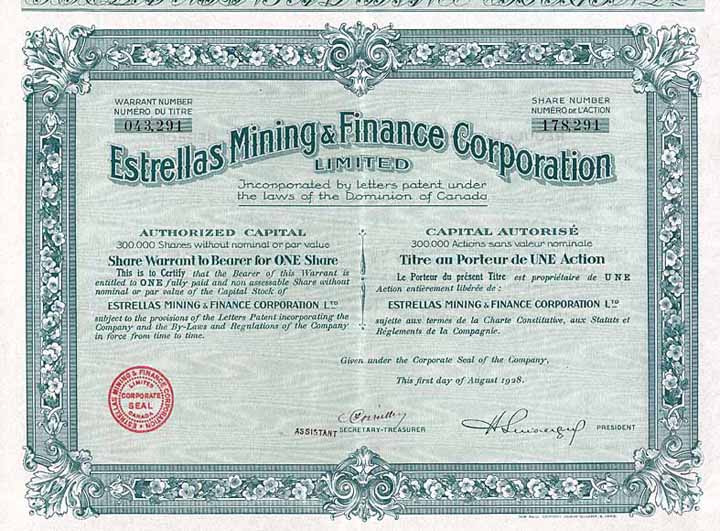 WARRANT NUMBER
NUMÉRO DU TITRE
043,291
SHARE NUMBER
NUMÉRO DE L'ACTION
178,291
Estrellas Mining & Finance Corporation
LIMITED
Incorporated by letters patent under
the laws of the Dominion of Canada
AUTHORIZED CAPITAL
300.000 Shares without nominal or par value
Share Warrant to Bearer for ONE Share
This is to Certify that the Bearer of this Warrant is
entitled to ONE fully paid and non assessable Share without
nominal or par value of the Capital Stock of
ESTRELLAS MINING & FINANCE CORPORATION LTD
subject to the provisions of the Letters Patent incorporating the
Company and the By-Laws and Regulations of the Company
in force from time to time.
CAPITAL AUTORISÉ
300.000 Actions sans valeur nominale
Titre au Porteur de UNE Action
Le Porteur du présent Titre est propriétaire de UNE
Action entièrement libérée de :
ESTRELLAS MINING & FINANCE CORPORATION LTD
sujette aux termes de la Charte Constitutive, aux Statuts et
Réglements de la Compagnie.
Given under the Corporate Seal of the Company,
This first day of August 1928.
ESTRELLAS MINING & FINANCE CORPORATION
LIMITED
CORPORATE
SEAL
CANADA
ASSISTANT SECRETARY-TREASURER
PRESIDENT